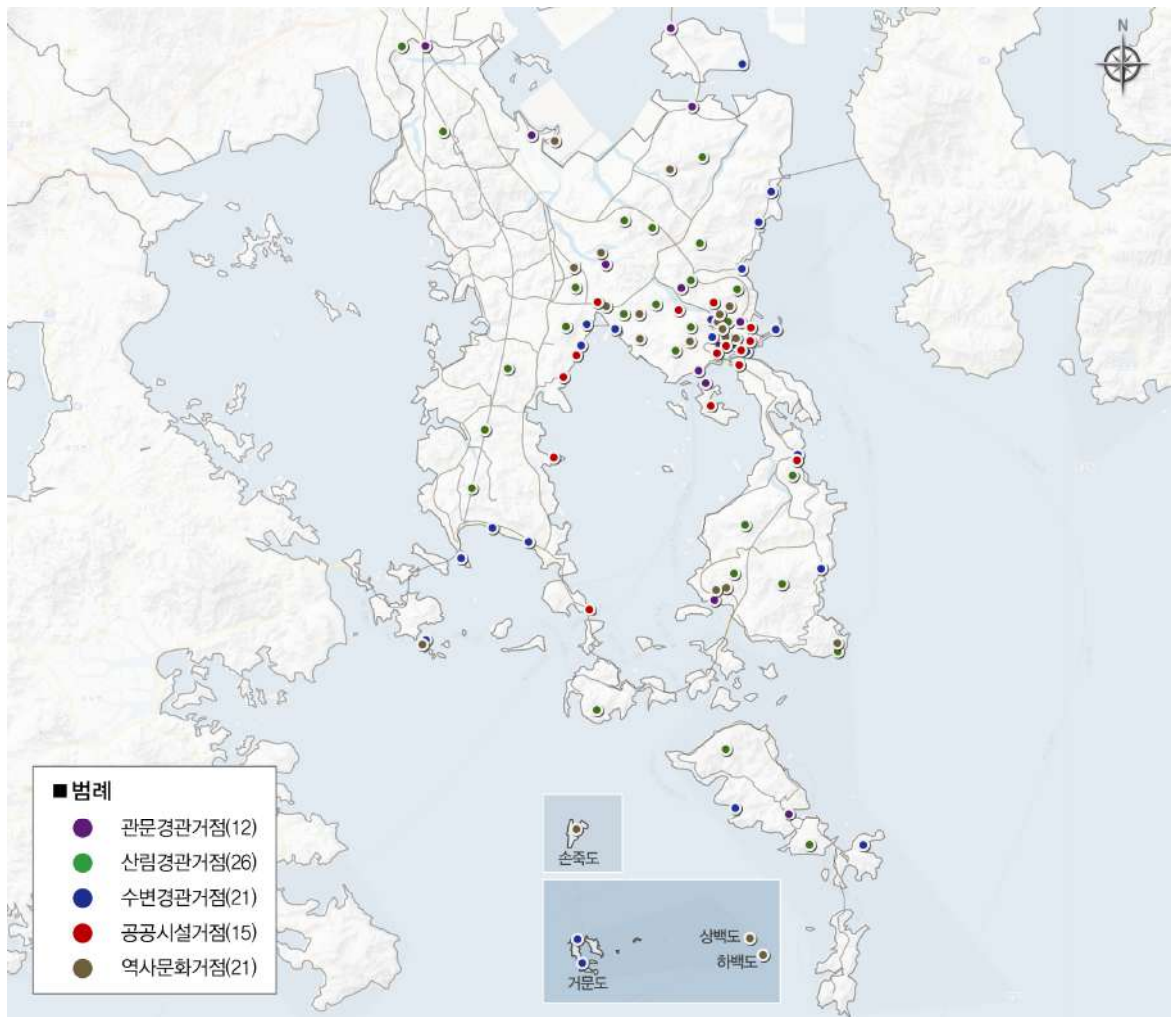 N
■ 범례
관문경관거점(12)
산림경관거점(26)
수변경관거점(21)
공공시설거점(15)
역사문화거점(21)
손죽도
상백도
하백도
거문도